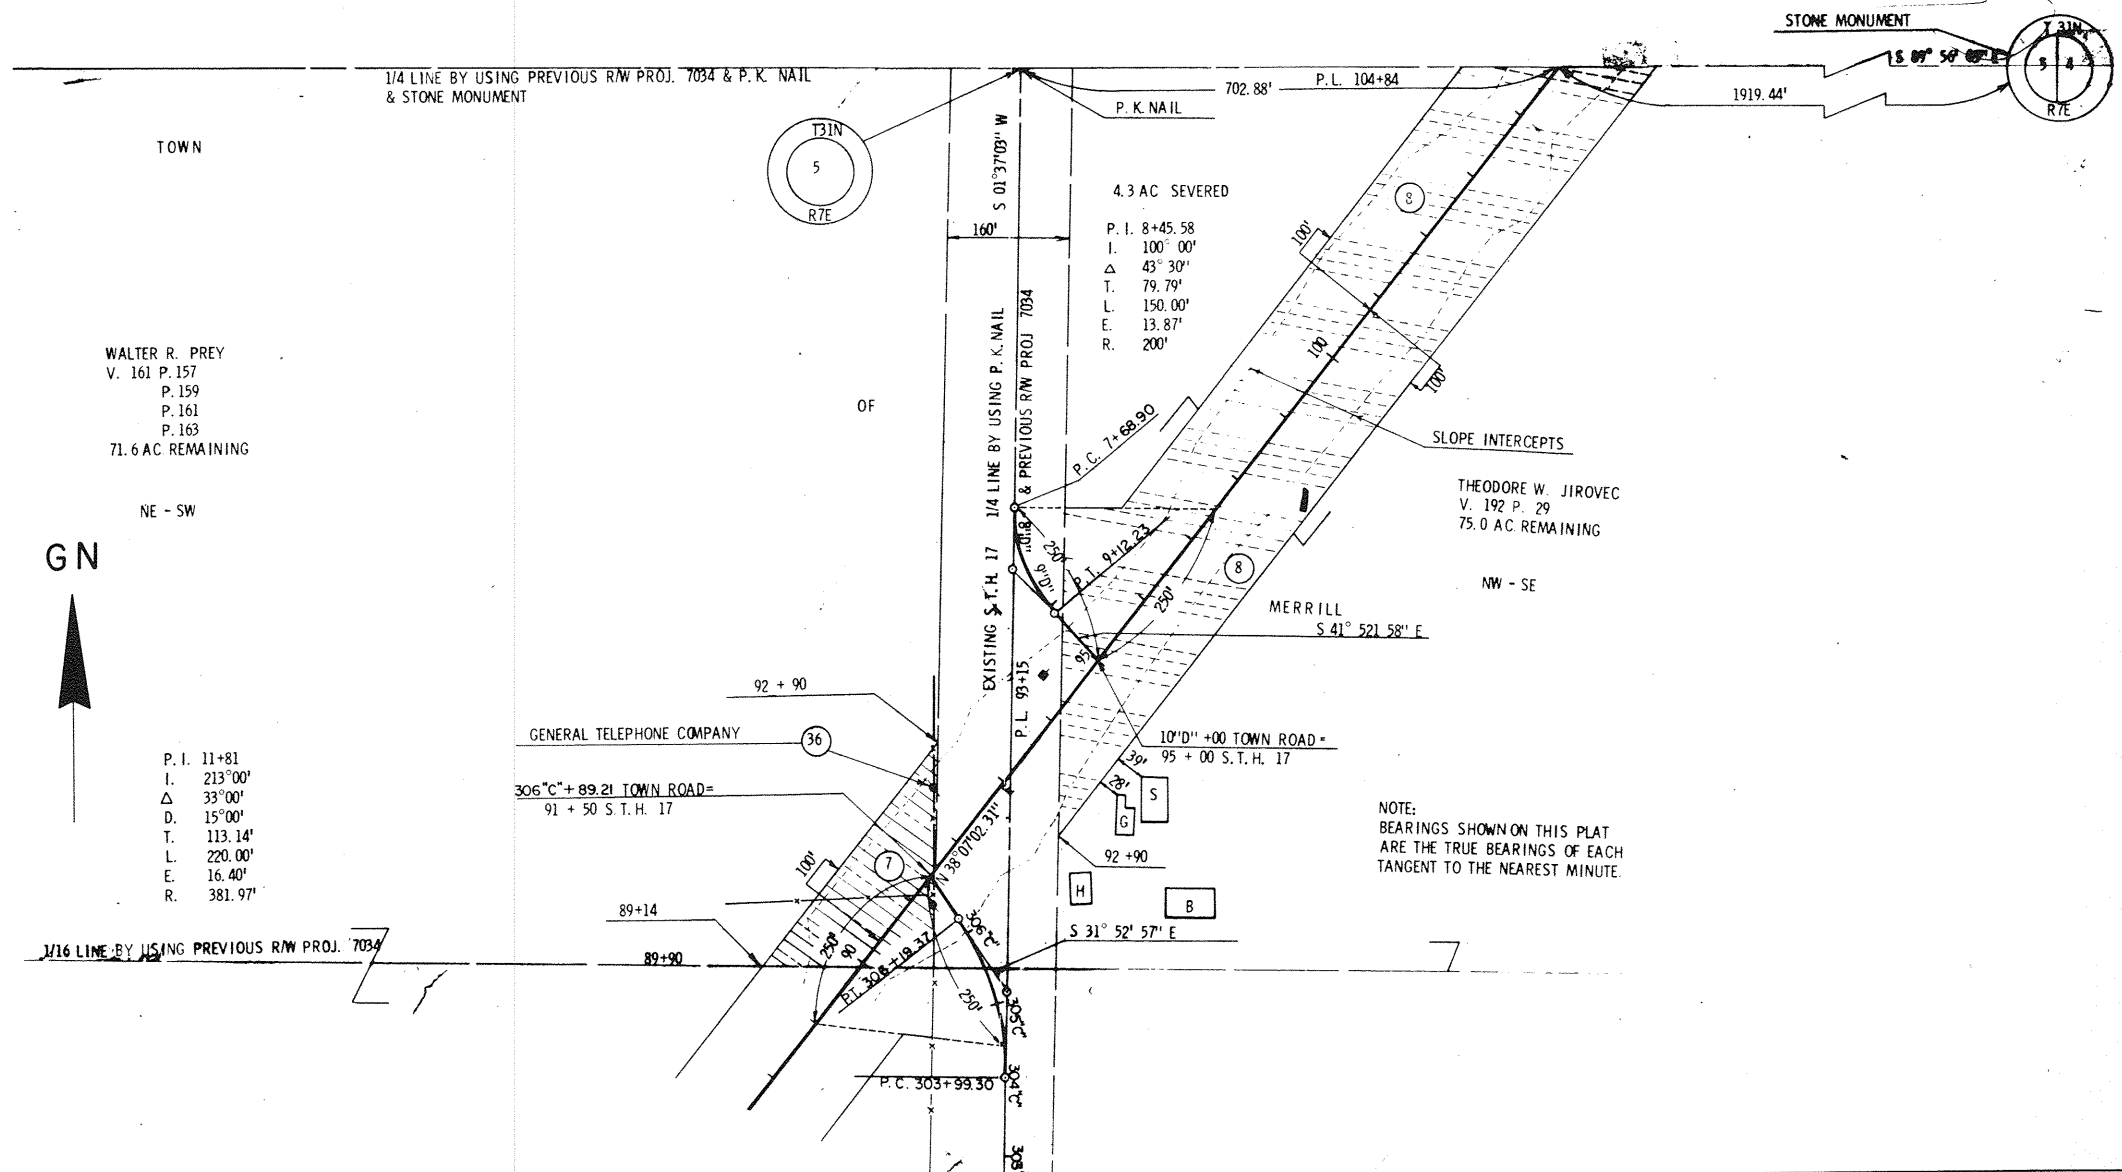 STONE MONUMENT
T 31N
S 89° 56'
5 4
R7E
1/4 LINE BY USING PREVIOUS R/W PROJ. 7034 & P.K. NAIL
& STONE MONUMENT
702.88'
P.L. 104+84
1919.44'
P.K. NAIL
TOWN
T31N
5
R7E
S 01°37'03" W
160'
4.3 AC SEVERED
P.I. 8+45.58
I. 100° 00'
Δ 43° 30"
T. 79.79'
L. 150.00'
E. 13.87'
R. 200'
8
100'
100'
100
WALTER R. PREY
V. 161 P.157
P.159
P.161
P.163
71.6 AC REMAINING
NE - SW
OF
EXISTING S.T.H. 17 1/4 LINE BY USING P.K. NAIL
& PREVIOUS R/W PROJ 7034
P.C. 7+68.90
SLOPE INTERCEPTS
THEODORE W. JIROVEC
V. 192 P. 29
75.0 AC. REMAINING
NW - SE
GN
8"D"
250'
9"D"
P.T. 9+12.23
250'
8
MERRILL
S 41° 521 58" E
95
P.L. 93+15
92 + 90
GENERAL TELEPHONE COMPANY
36
10"D" +00 TOWN ROAD =
95 + 00 S.T.H. 17
39'
28'
S
G
306"C"+ 89.21 TOWN ROAD=
91 + 50 S.T.H. 17
P.I. 11+81
I. 213°00'
Δ 33°00'
D. 15°00'
T. 113.14'
L. 220.00'
E. 16.40'
R. 381.97'
N 38°07'02.31"
NOTE:
BEARINGS SHOWN ON THIS PLAT
ARE THE TRUE BEARINGS OF EACH
TANGENT TO THE NEAREST MINUTE.
92 +90
100'
7
H
B
89+14
306"C"
S 31° 52' 57" E
1/16 LINE BY USING PREVIOUS R/W PROJ. 7034
89+90
250'
90
P.T. 306 +19.37
250'
305"C"
P.C. 303+99.30
304"C"